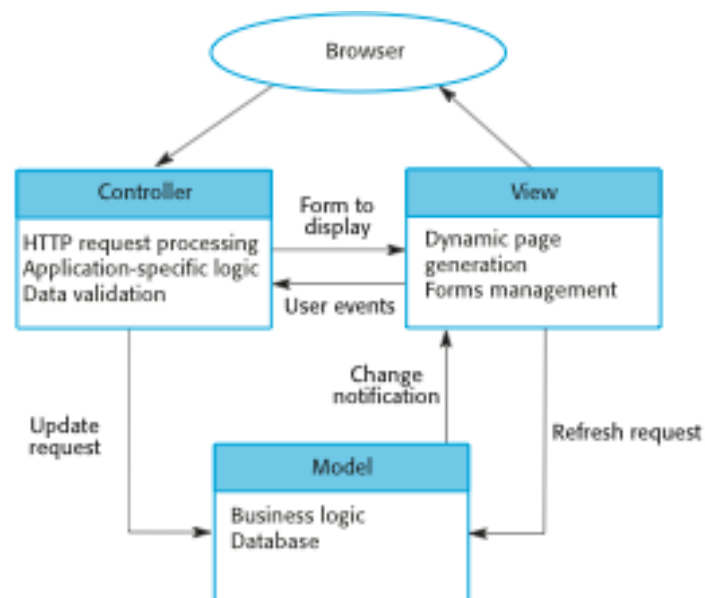 Browser
Controller
HTTP request processing
Application-specific logic
Data validation
Form to
display
User events
View
Dynamic page
generation
Forms management
Change
notification
Update
request
Refresh request
Model
Business logic
Database